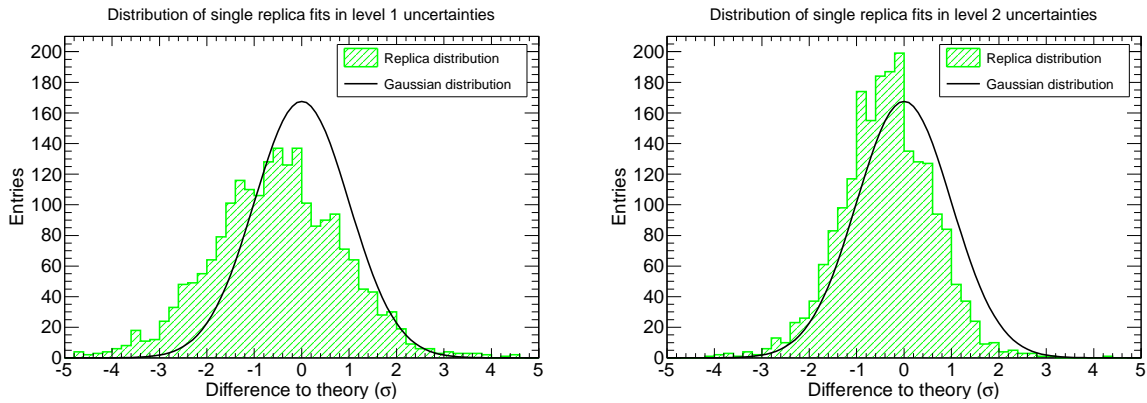 Distribution of single replica fits in level 1 uncertainties
200
180
160
140
120
100
80
60
40
20
0
Entries
Replica distribution
Gaussian distribution
-5 -4 -3 -2 -1 0 1 2 3 4 5
Difference to theory (σ)
Distribution of single replica fits in level 2 uncertainties
200
180
160
140
120
100
80
60
40
20
0
Entries
Replica distribution
Gaussian distribution
-5 -4 -3 -2 -1 0 1 2 3 4 5
Difference to theory (σ)